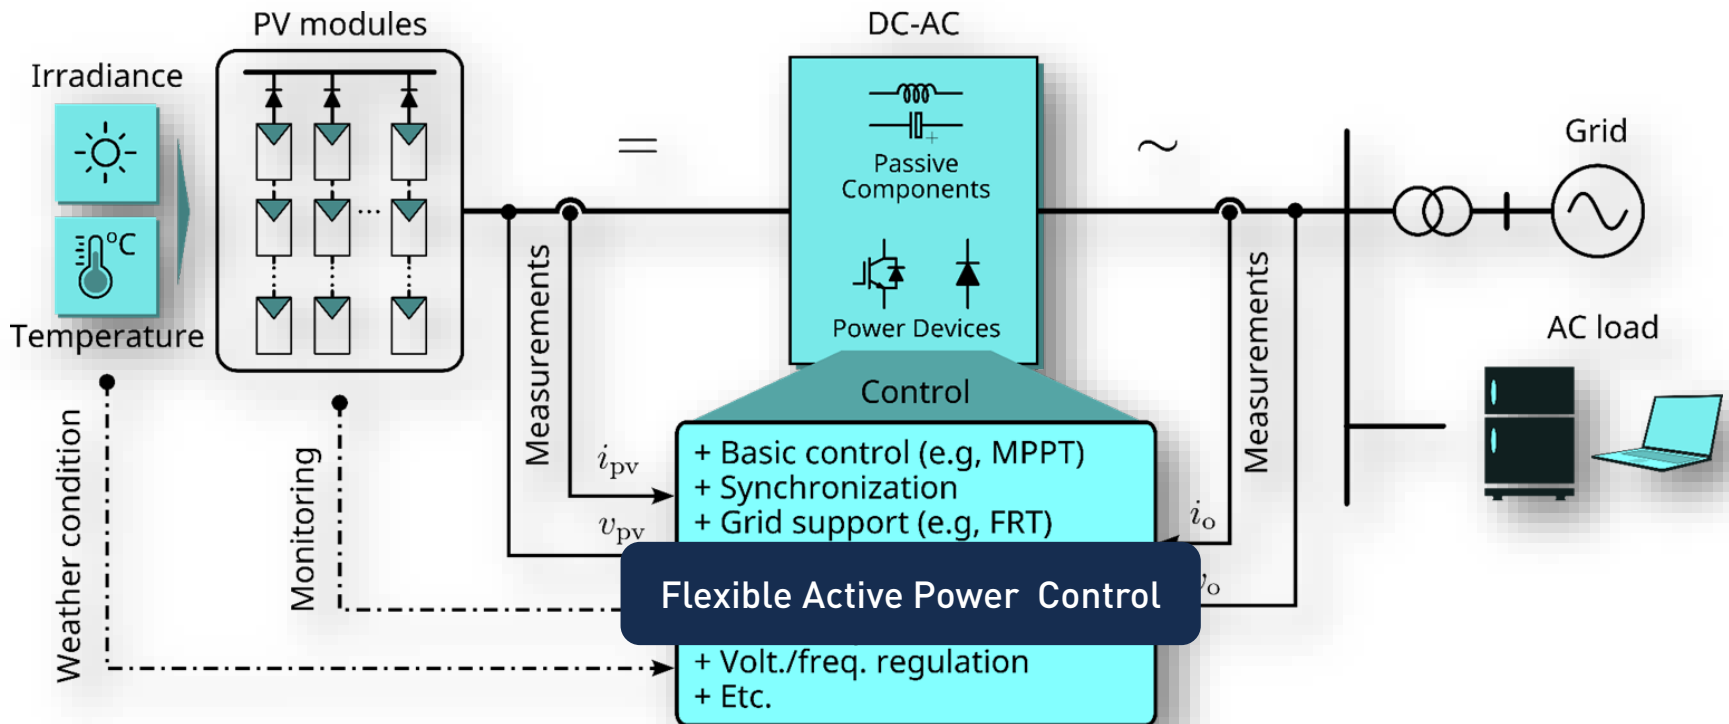 PV modules
DC-AC
Irradiance
Grid
=
~
+
Passive
Components
°C
Power Devices
Temperature
AC load
Measurements
Measurements
Control
Weather condition
Monitoring
i_pv
v_pv
+ Basic control (e.g, MPPT)
+ Synchronization
+ Grid support (e.g, FRT)
i_o
Flexible Active Power Control
+ Volt./freq. regulation
+ Etc.